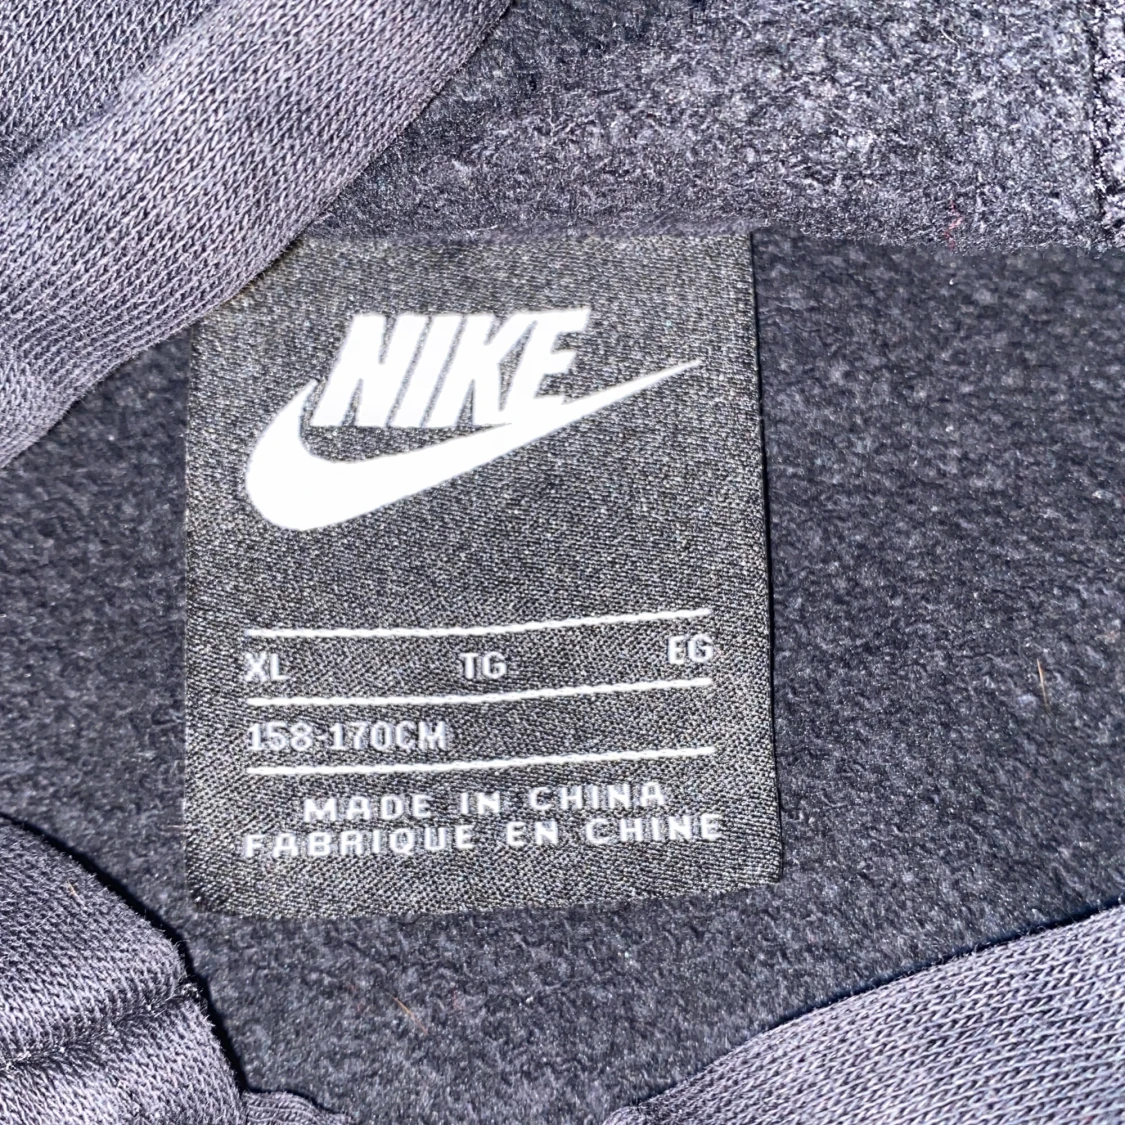 NIKE
XL TG EG
158-170CM
MADE IN CHINA
FABRIQUE EN CHINE